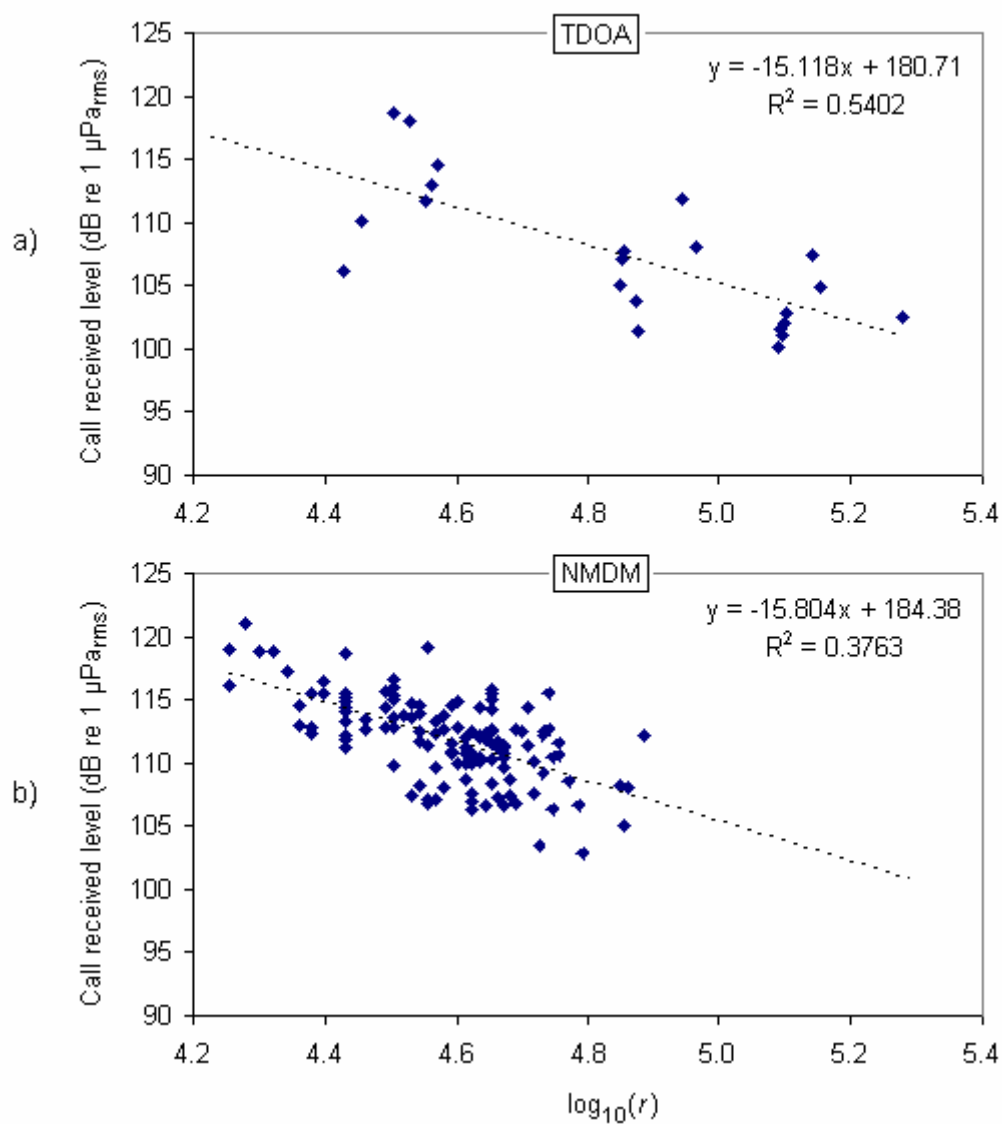 a)
TDOA
y = -15.118x + 180.71
R² = 0.5402
Call received level (dB re 1 µPa_rms)
125
120
115
110
105
100
95
90
4.2 4.4 4.6 4.8 5.0 5.2 5.4
b)
NMDM
y = -15.804x + 184.38
R² = 0.3763
Call received level (dB re 1 µPa_rms)
125
120
115
110
105
100
95
90
4.2 4.4 4.6 4.8 5.0 5.2 5.4
log₁₀(r)